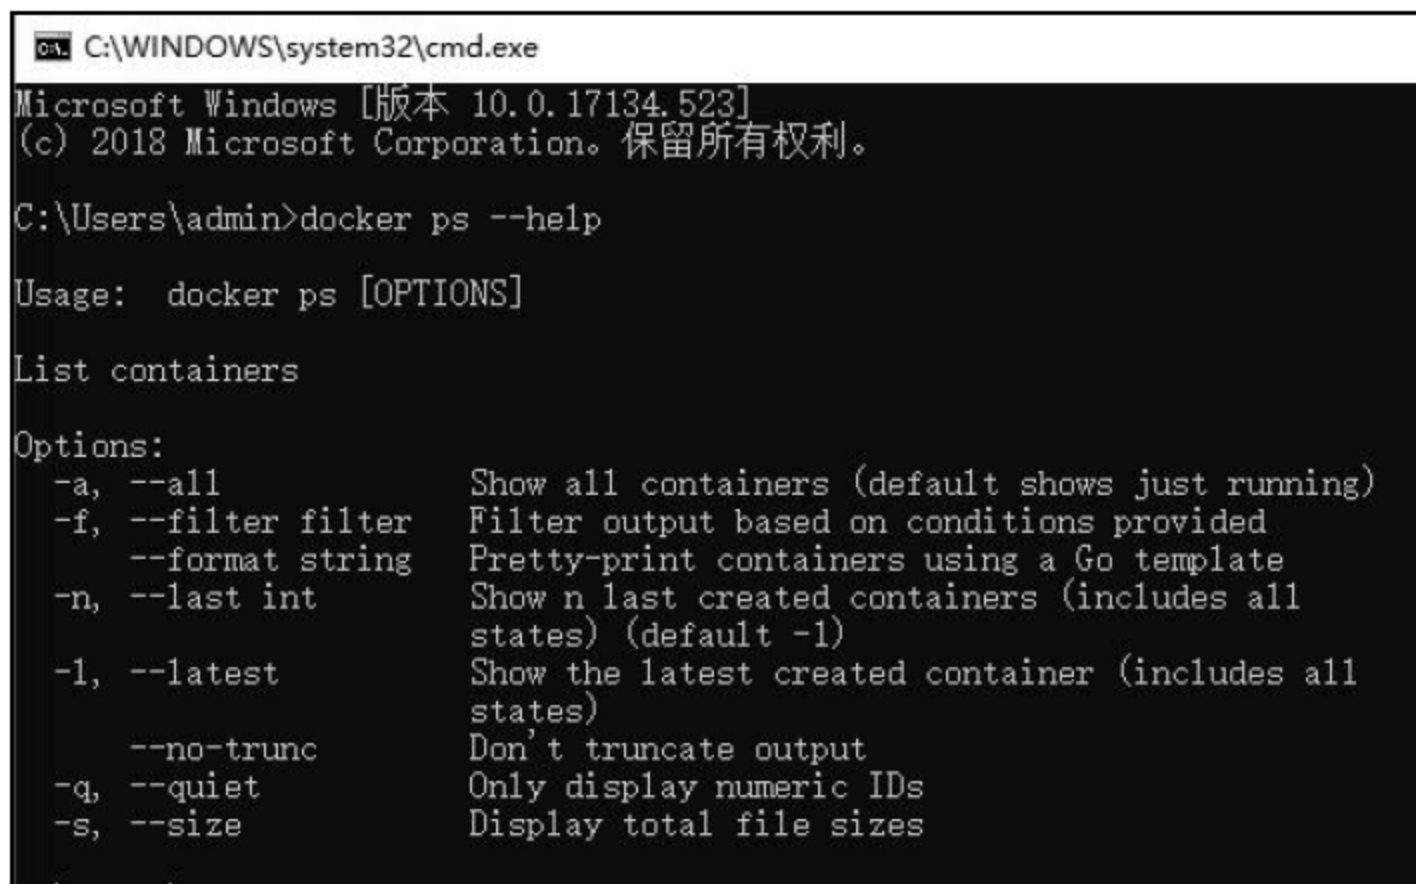 C:\WINDOWS\system32\cmd.exe
Microsoft Windows [版本 10.0.17134.523]
(c) 2018 Microsoft Corporation。保留所有权利。
C:\Users\admin>docker ps --help
Usage:  docker ps [OPTIONS]
List containers
Options:
  -a, --all             Show all containers (default shows just running)
  -f, --filter filter   Filter output based on conditions provided
      --format string   Pretty-print containers using a Go template
  -n, --last int        Show n last created containers (includes all
                        states) (default -1)
  -l, --latest          Show the latest created container (includes all
                        states)
      --no-trunc        Don't truncate output
  -q, --quiet           Only display numeric IDs
  -s, --size            Display total file sizes